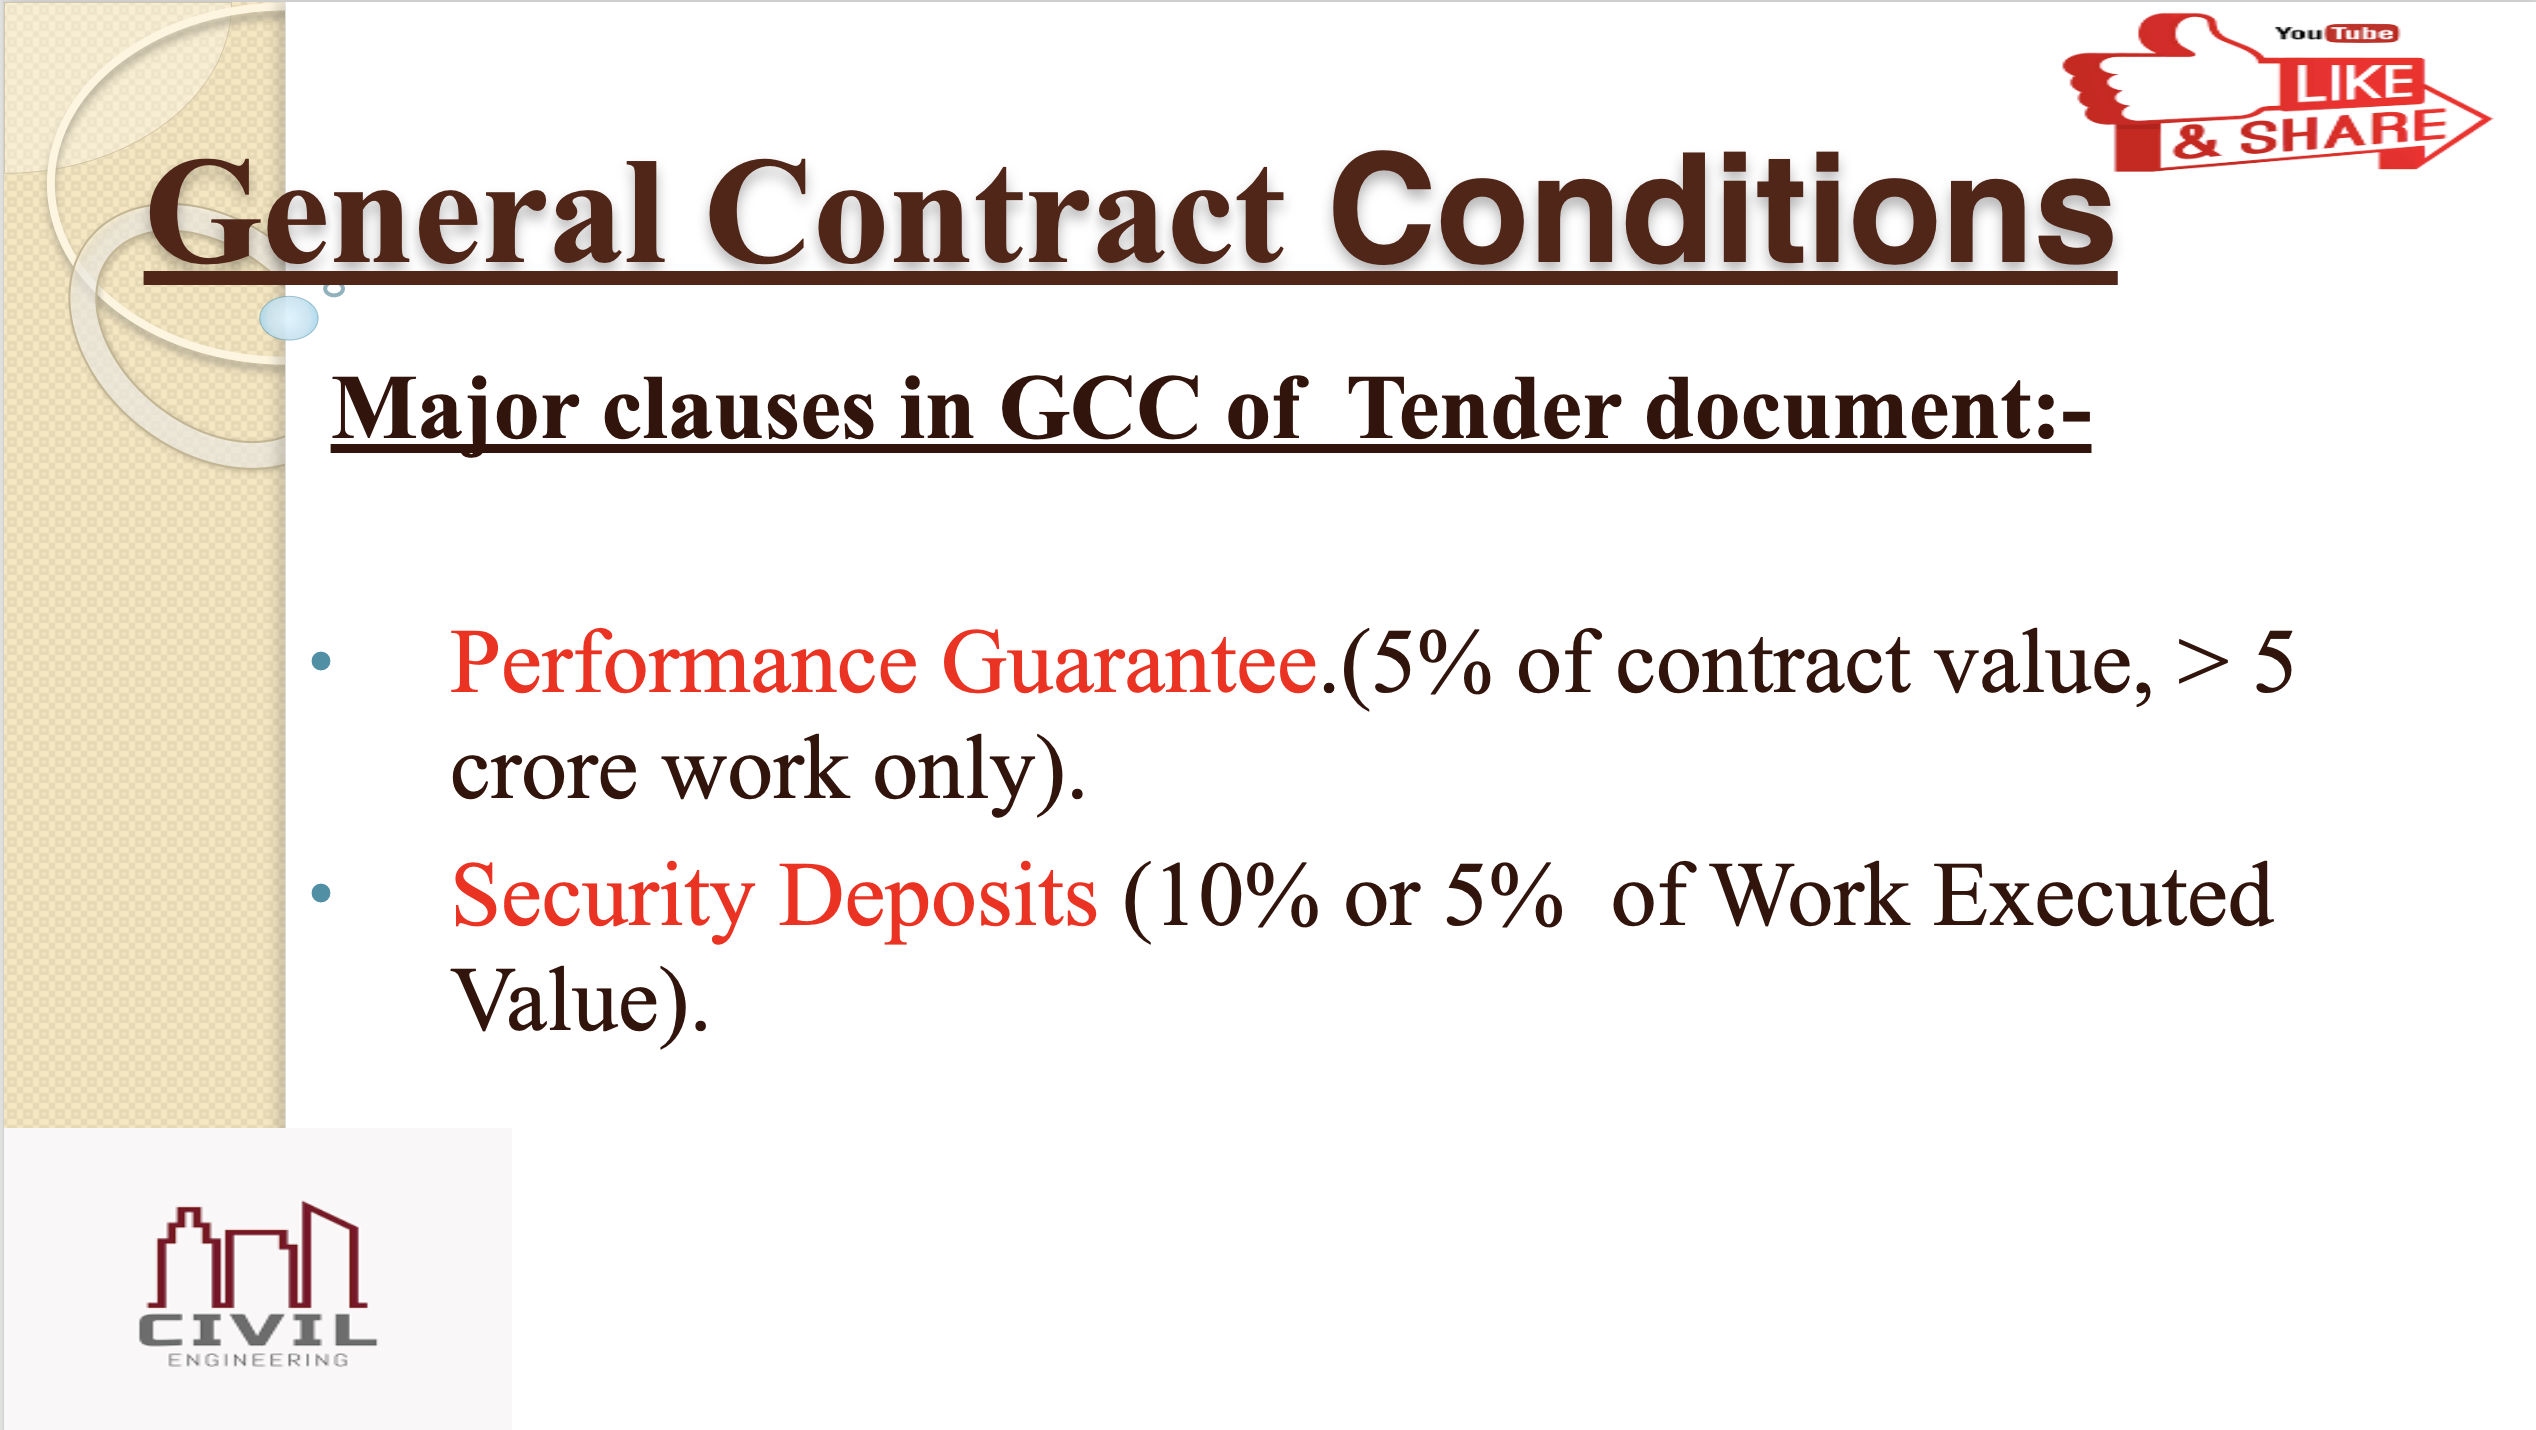 YouTube
LIKE
& SHARE
General Contract Conditions
Major clauses in GCC of  Tender document:-
• Performance Guarantee.(5% of contract value, > 5
crore work only).
• Security Deposits (10% or 5%  of Work Executed
Value).
CIVIL
ENGINEERING